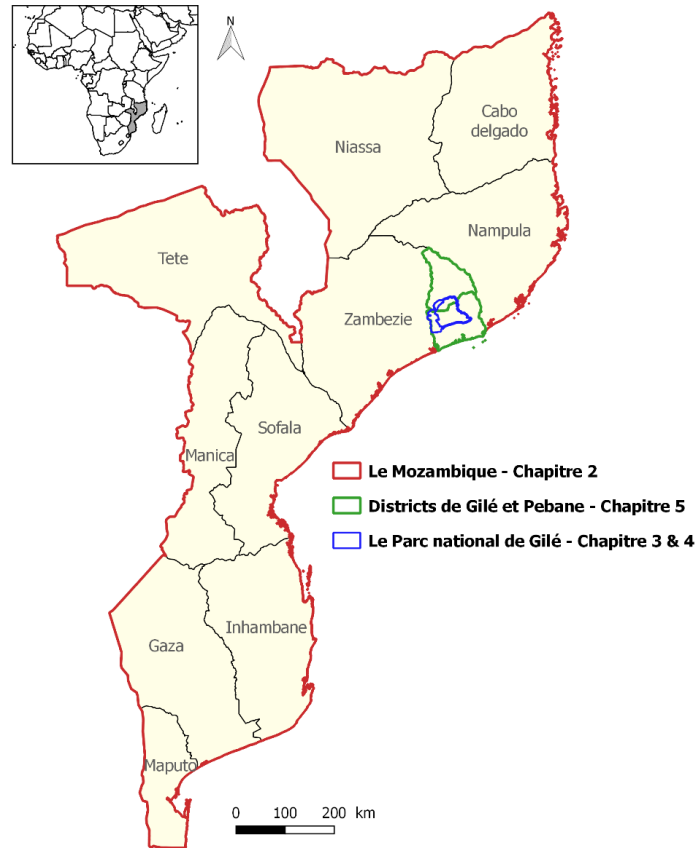 N
Cabo
delgado
Niassa
Nampula
Tete
Zambezie
Sofala
Manica
Le Mozambique - Chapitre 2
Districts de Gilé et Pebane - Chapitre 5
Le Parc national de Gilé - Chapitre 3 & 4
Inhambane
Gaza
Maputo
0 100 200 km